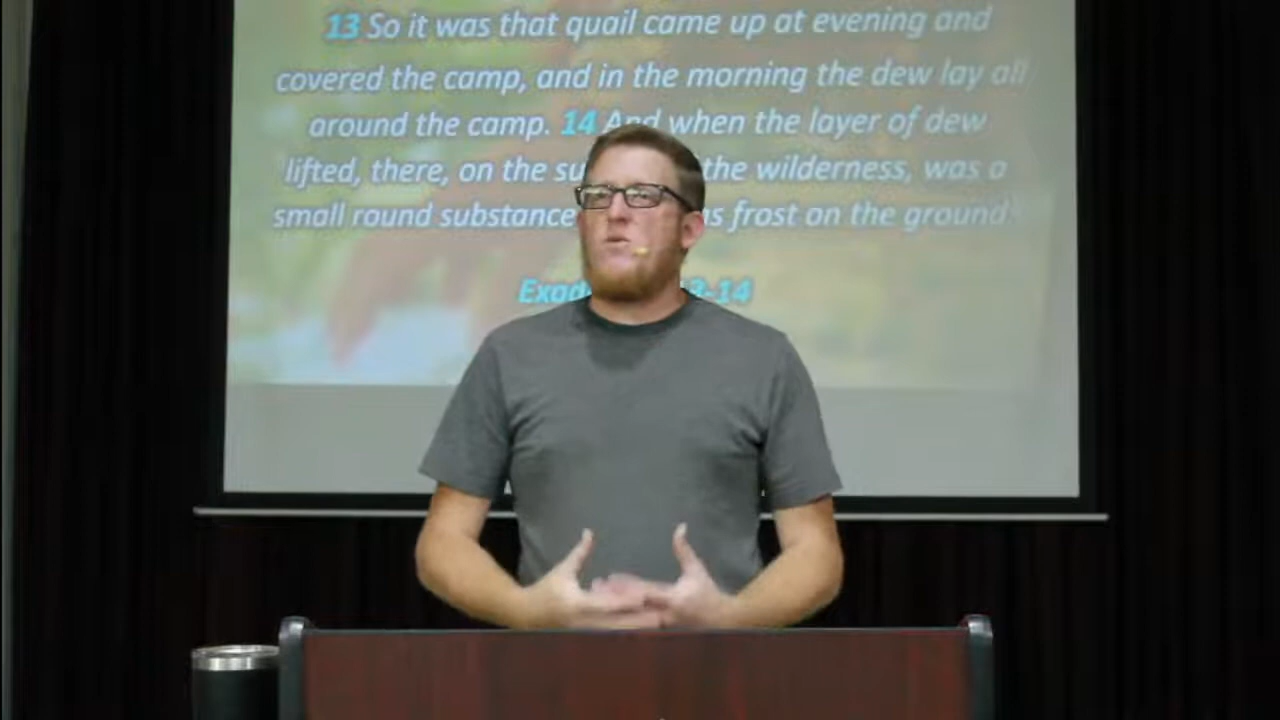 13 So it was that quail came up at evening and
covered the camp, and in the morning the dew lay all
around the camp. 14 And when the layer of dew
lifted, there, on the su the wilderness, was a
small round substance as frost on the ground.
Exod 3-14